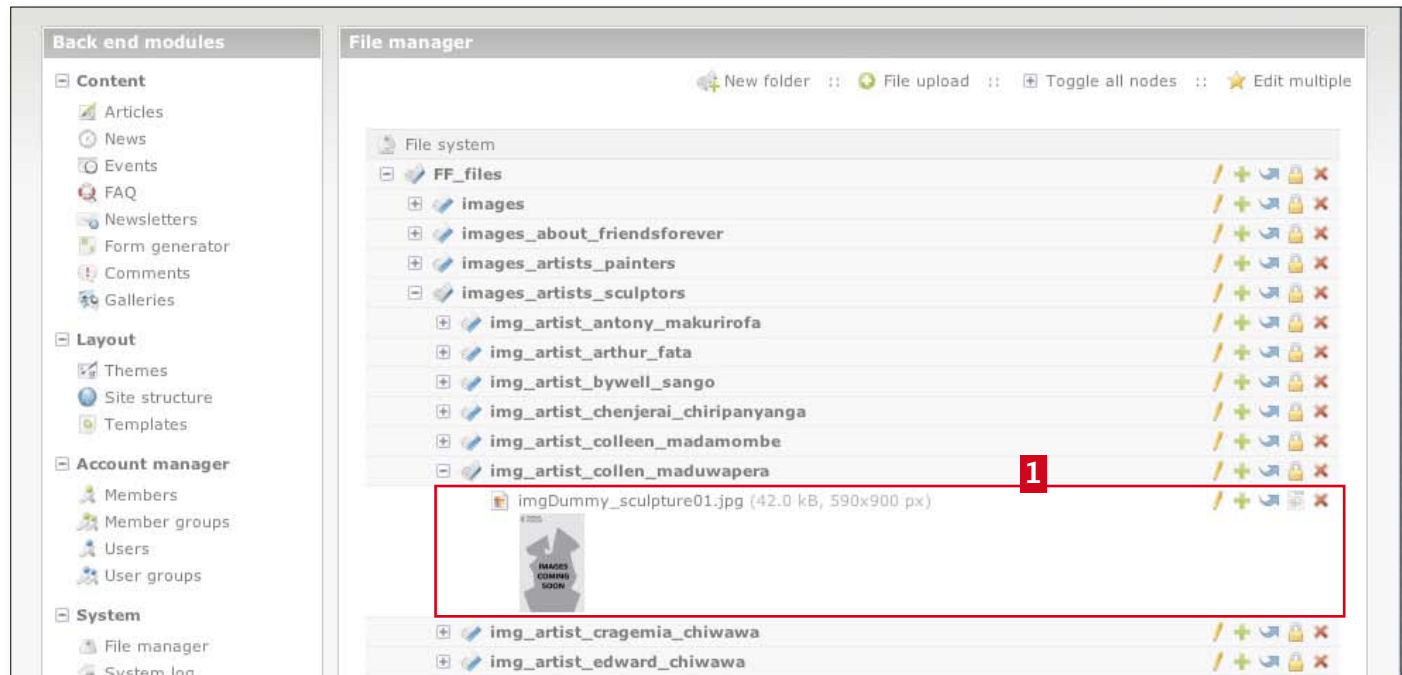 Back end modules
Content
Articles
News
Events
FAQ
Newsletters
Form generator
Comments
Galleries
Layout
Themes
Site structure
Templates
Account manager
Members
Member groups
Users
User groups
System
File manager
System log
File manager
New folder :: File upload :: Toggle all nodes :: Edit multiple
File system
FF_files
images
images_about_friendsforever
images_artists_painters
images_artists_sculptors
img_artist_antony_makurirofa
img_artist_arthur_fata
img_artist_bywell_sango
img_artist_chenjerai_chiripanyanga
img_artist_colleen_madamombe
img_artist_collen_maduwapera
1
imgDummy_sculpture01.jpg (42.0 kB, 590x900 px)
IMAGES
COMING
SOON
img_artist_cragemia_chiwawa
img_artist_edward_chiwawa